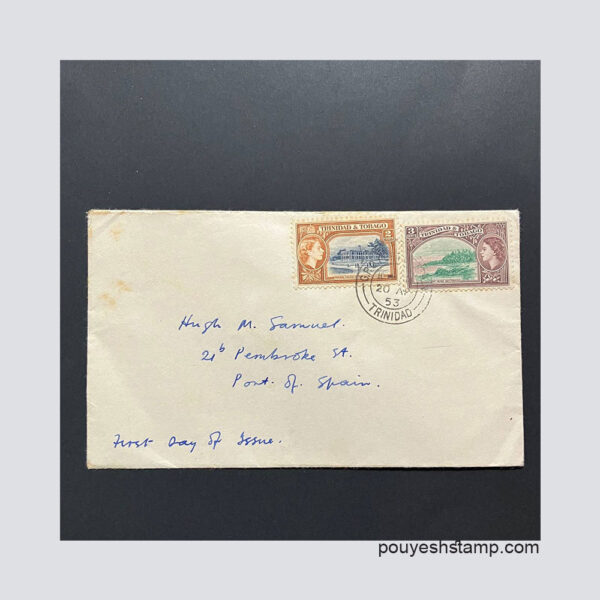 TRINIDAD & TOBAGO
2
3
TRINIDAD & TOBAGO
20
53
TRINIDAD
Hugh M. Samuel.
21b Pembroke St.
Port of Spain.
First Day of Issue.
pouyeshstamp.com